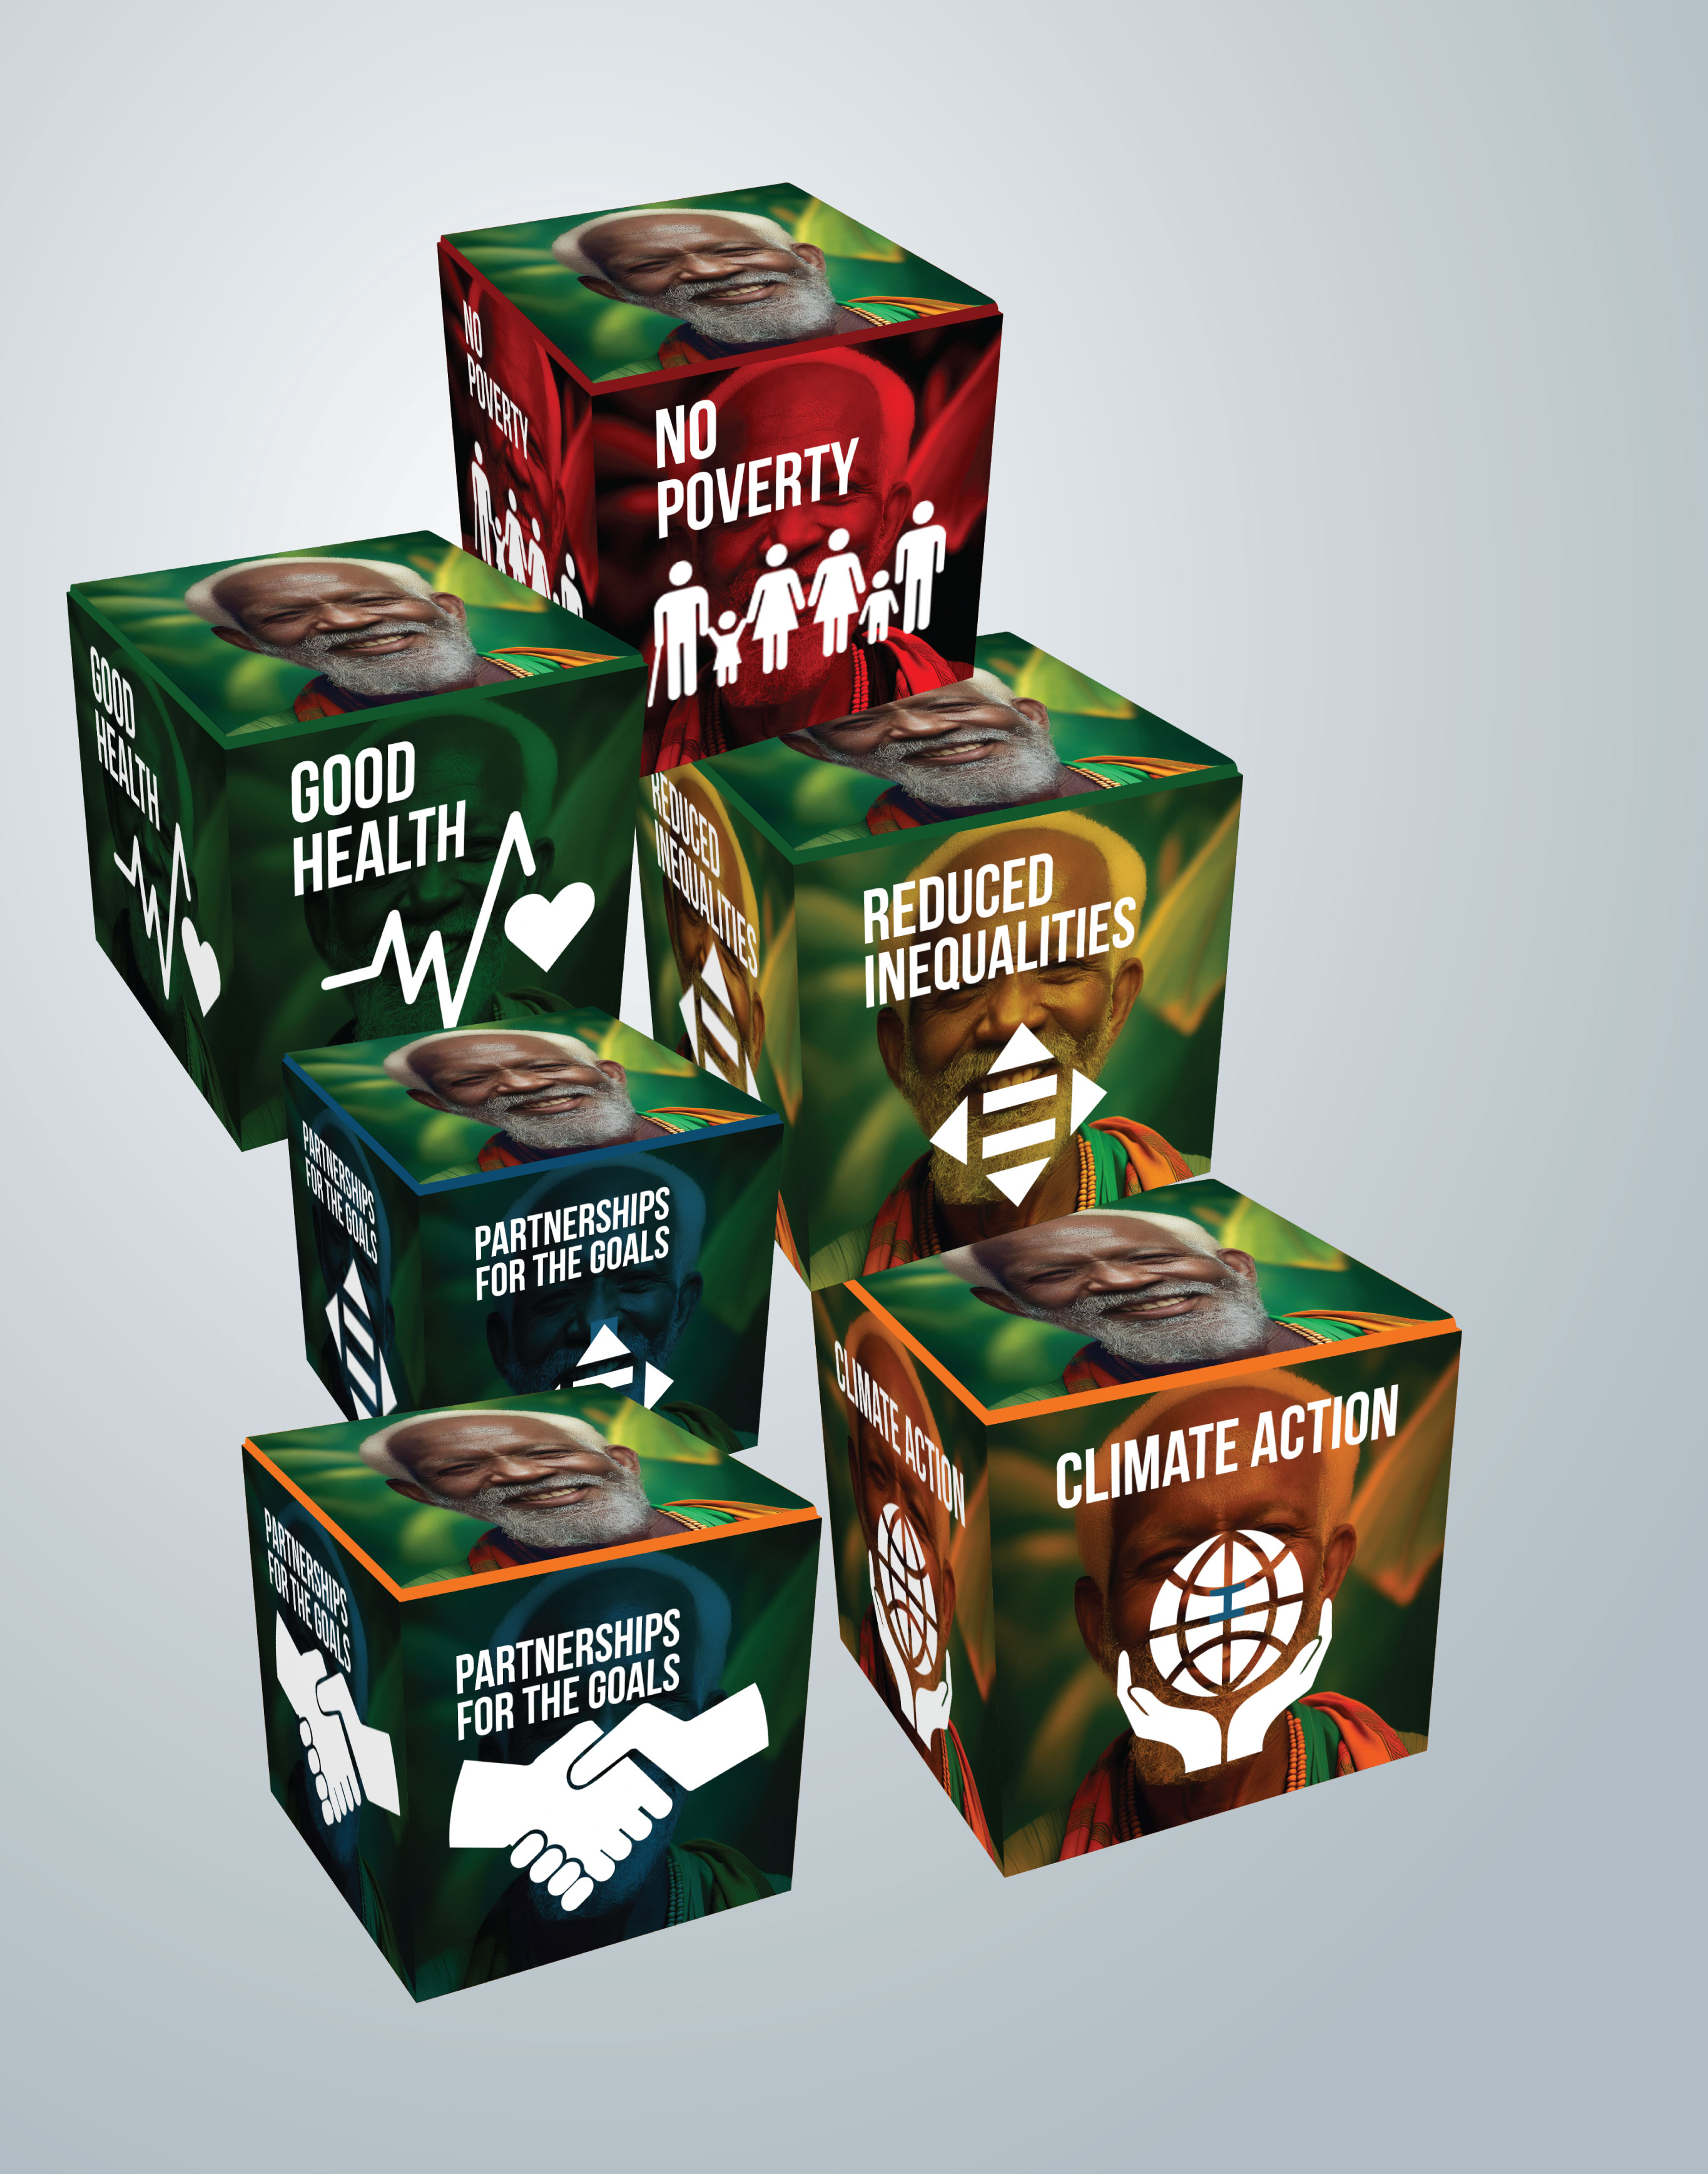 NO
POVERTY
NO
POVERTY
GOOD
HEALTH
GOOD
HEALTH
REDUCED
INEQUALITIES
REDUCED
INEQUALITIES
PARTNERSHIPS
FOR THE GOALS
PARTNERSHIPS
FOR THE GOALS
CLIMATE ACTION
CLIMATE ACTION
PARTNERSHIPS
FOR THE GOALS
PARTNERSHIPS
FOR THE GOALS